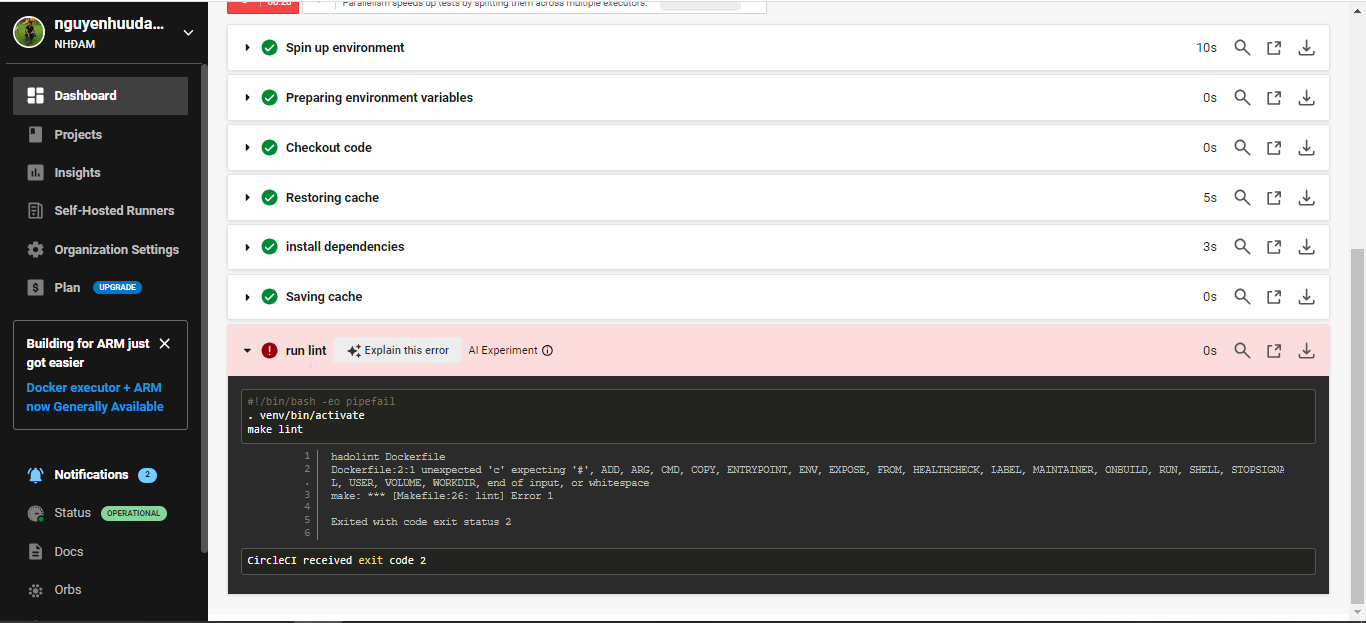 nguyenhuuda...
NHĐAM
Dashboard
Projects
Insights
Self-Hosted Runners
Organization Settings
Plan UPGRADE
Building for ARM just
got easier
Docker executor + ARM
now Generally Available
Notifications 2
Status OPERATIONAL
Docs
Orbs
Parallelism speeds up tests by splitting them across multiple executors.
Spin up environment 10s
Preparing environment variables 0s
Checkout code 0s
Restoring cache 5s
install dependencies 3s
Saving cache 0s
run lint Explain this error AI Experiment 0s
#!/bin/bash -eo pipefail
. venv/bin/activate
make lint
1 hadolint Dockerfile
2 Dockerfile:2:1 unexpected 'c' expecting '#', ADD, ARG, CMD, COPY, ENTRYPOINT, ENV, EXPOSE, FROM, HEALTHCHECK, LABEL, MAINTAINER, ONBUILD, RUN, SHELL, STOPSIGNA
. L, USER, VOLUME, WORKDIR, end of input, or whitespace
3 make: *** [Makefile:26: lint] Error 1
4
5 Exited with code exit status 2
6
CircleCI received exit code 2